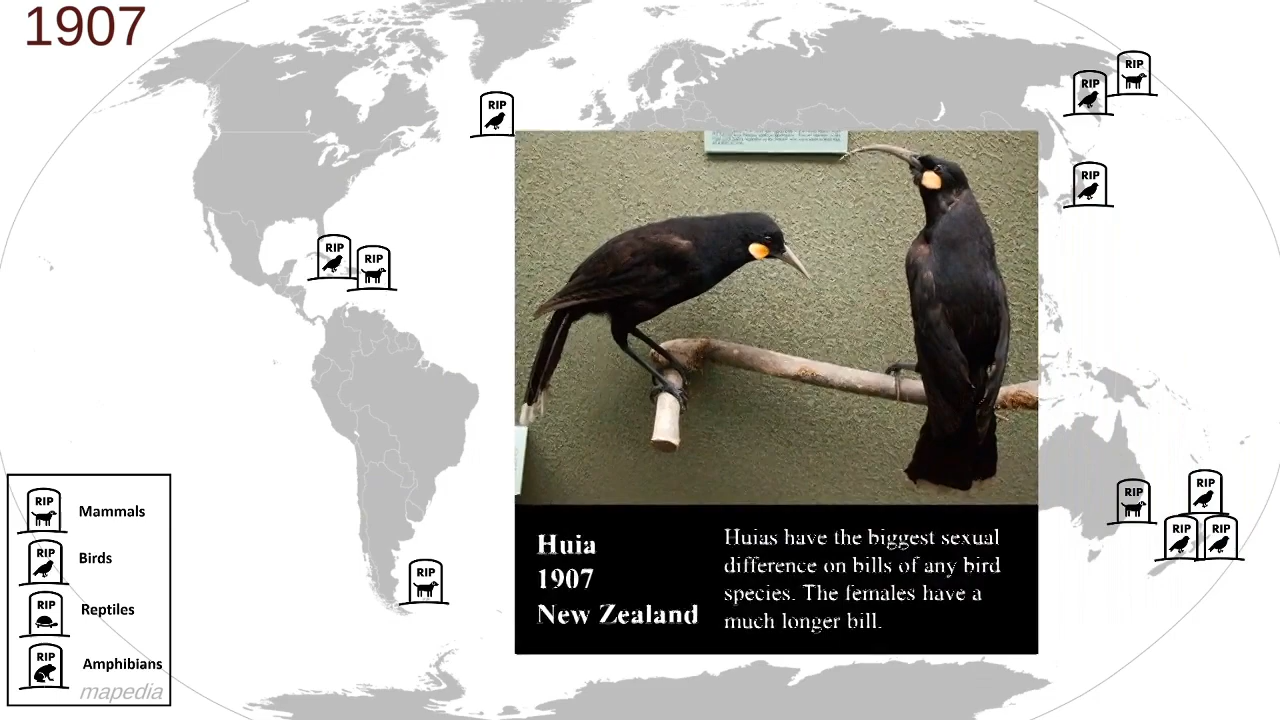 1907
RIP
RIP
RIP
RIP
RIP
RIP
RIP
RIP
RIP
RIP
RIP
RIP
Huia
1907
New Zealand
Huias have the biggest sexual
difference on bills of any bird
species. The females have a
much longer bill.
RIP
Mammals
RIP
Birds
RIP
Reptiles
RIP
Amphibians
mapedia